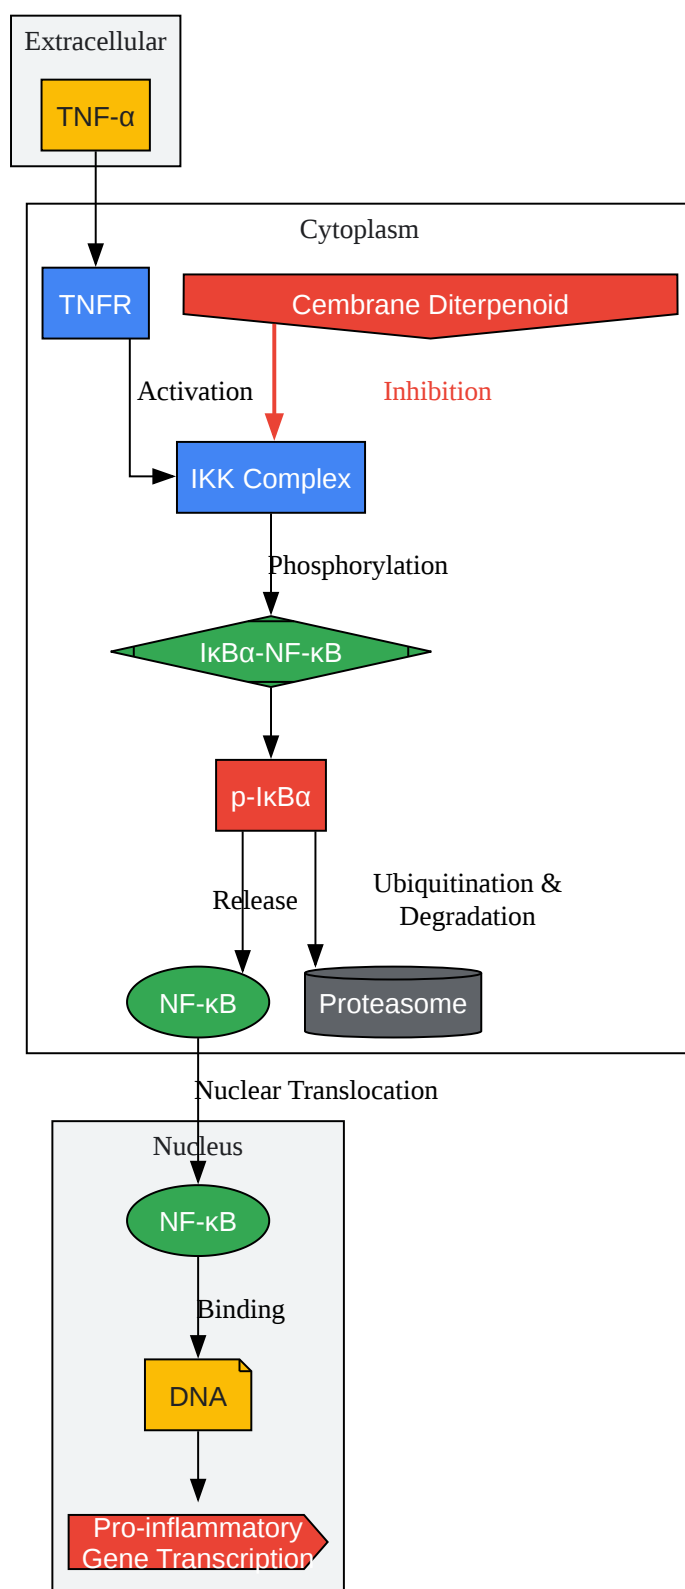 Extracellular
TNF-α
Cytoplasm
TNFR
Cembrane Diterpenoid
Activation
Inhibition
IKK Complex
Phosphorylation
IκBα-NF-κB
p-IκBα
Release
Ubiquitination &
Degradation
NF-κB
Proteasome
Nuclear Translocation
Nucleus
NF-κB
Binding
DNA
Pro-inflammatory
Gene Transcription